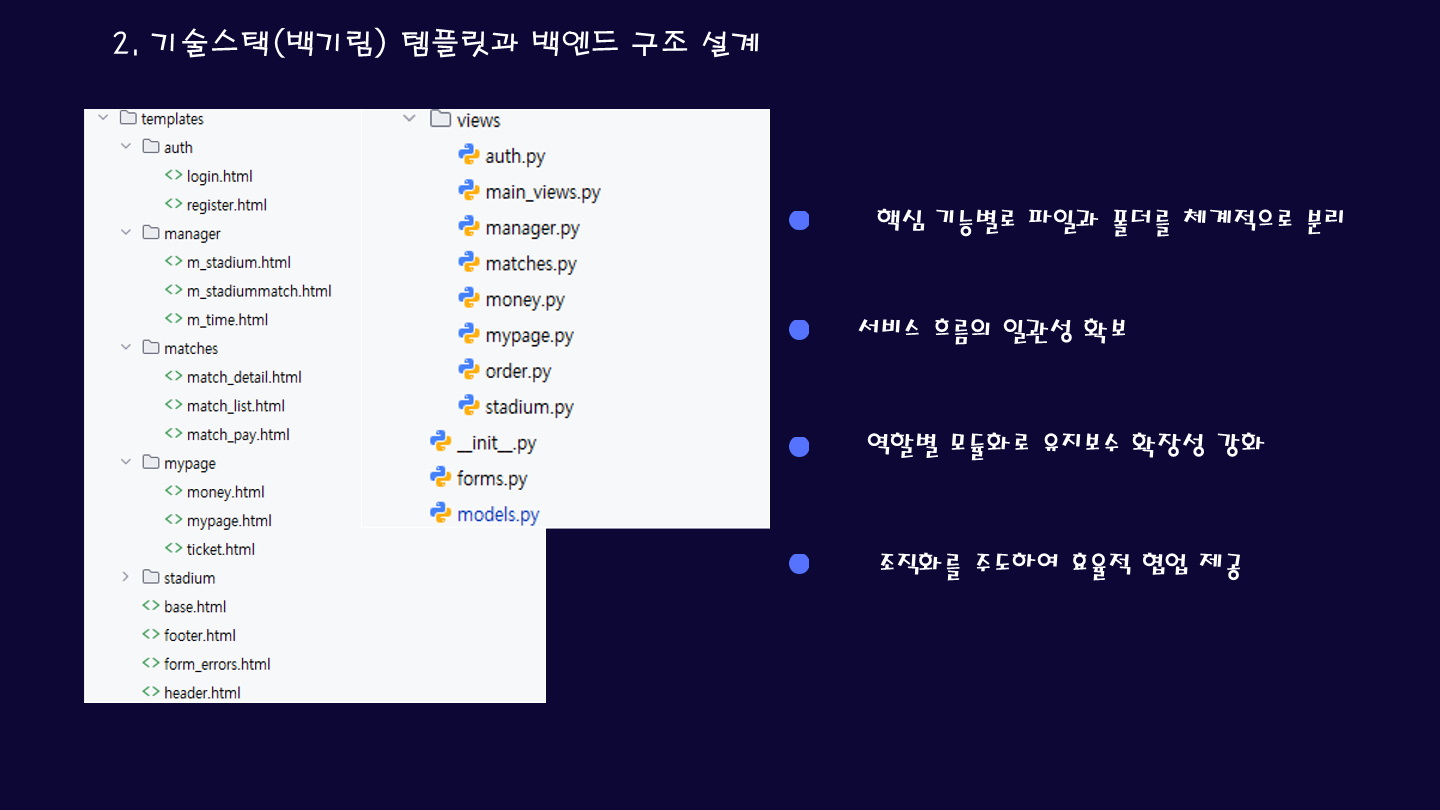 2. 기술스택(백기림) 템플릿과 백엔드 구조 설계
templates
auth
login.html
register.html
manager
m_stadium.html
m_stadiummatch.html
m_time.html
matches
match_detail.html
match_list.html
match_pay.html
mypage
money.html
mypage.html
ticket.html
stadium
base.html
footer.html
form_errors.html
header.html
views
auth.py
main_views.py
manager.py
matches.py
money.py
mypage.py
order.py
stadium.py
__init__.py
forms.py
models.py
핵심 기능별로 파일과 폴더를 체계적으로 분리
서비스 흐름의 일관성 확보
역할별 모듈화로 유지보수 확장성 강화
조직화를 주도하여 효율적 협업 제공